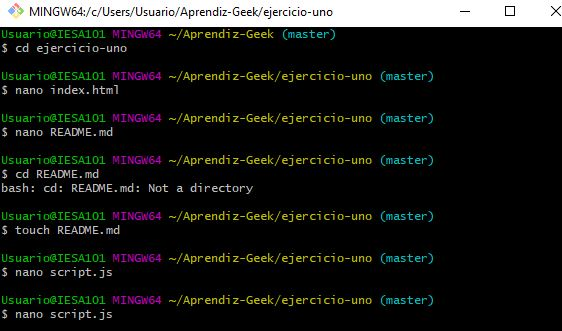 MINGW64:/c/Users/Usuario/Aprendiz-Geek/ejercicio-uno
Usuario@IESA101 MINGW64 ~/Aprendiz-Geek (master)
$ cd ejercicio-uno
Usuario@IESA101 MINGW64 ~/Aprendiz-Geek/ejercicio-uno (master)
$ nano index.html
Usuario@IESA101 MINGW64 ~/Aprendiz-Geek/ejercicio-uno (master)
$ nano README.md
Usuario@IESA101 MINGW64 ~/Aprendiz-Geek/ejercicio-uno (master)
$ cd README.md
bash: cd: README.md: Not a directory
Usuario@IESA101 MINGW64 ~/Aprendiz-Geek/ejercicio-uno (master)
$ touch README.md
Usuario@IESA101 MINGW64 ~/Aprendiz-Geek/ejercicio-uno (master)
$ nano script.js
Usuario@IESA101 MINGW64 ~/Aprendiz-Geek/ejercicio-uno (master)
$ nano script.js